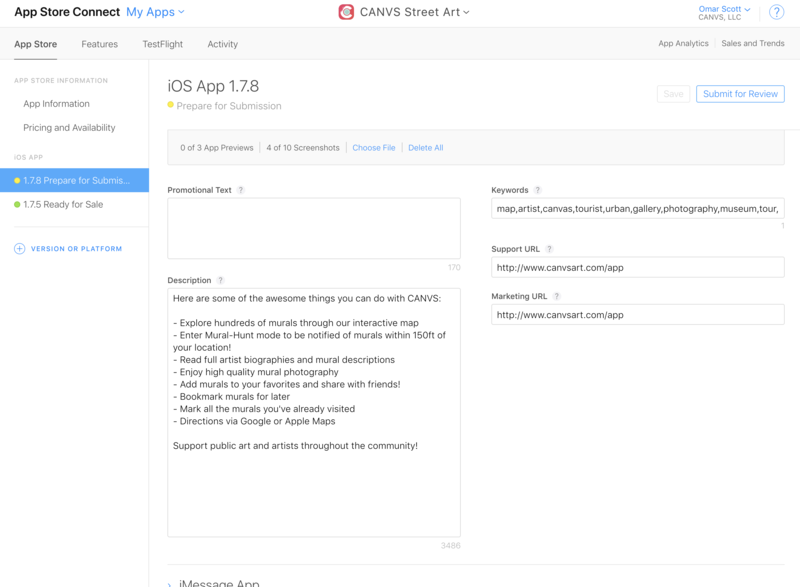 App Store Connect My Apps
CANVS Street Art
Omar Scott
CANVS, LLC
?
App Store Features TestFlight Activity
App Analytics Sales and Trends
APP STORE INFORMATION
App Information
Pricing and Availability
IOS APP
1.7.8 Prepare for Submis...
1.7.5 Ready for Sale
VERSION OR PLATFORM
iOS App 1.7.8
Prepare for Submission
Save Submit for Review
0 of 3 App Previews 4 of 10 Screenshots Choose File Delete All
Promotional Text ?
170
Description ?
Here are some of the awesome things you can do with CANVS:
- Explore hundreds of murals through our interactive map
- Enter Mural-Hunt mode to be notified of murals within 150ft of
your location!
- Read full artist biographies and mural descriptions
- Enjoy high quality mural photography
- Add murals to your favorites and share with friends!
- Bookmark murals for later
- Mark all the murals you've already visited
- Directions via Google or Apple Maps
Support public art and artists throughout the community!
3486
Keywords ?
map,artist,canvas,tourist,urban,gallery,photography,museum,tour,
1
Support URL ?
http://www.canvsart.com/app
Marketing URL ?
http://www.canvsart.com/app
iMessage App